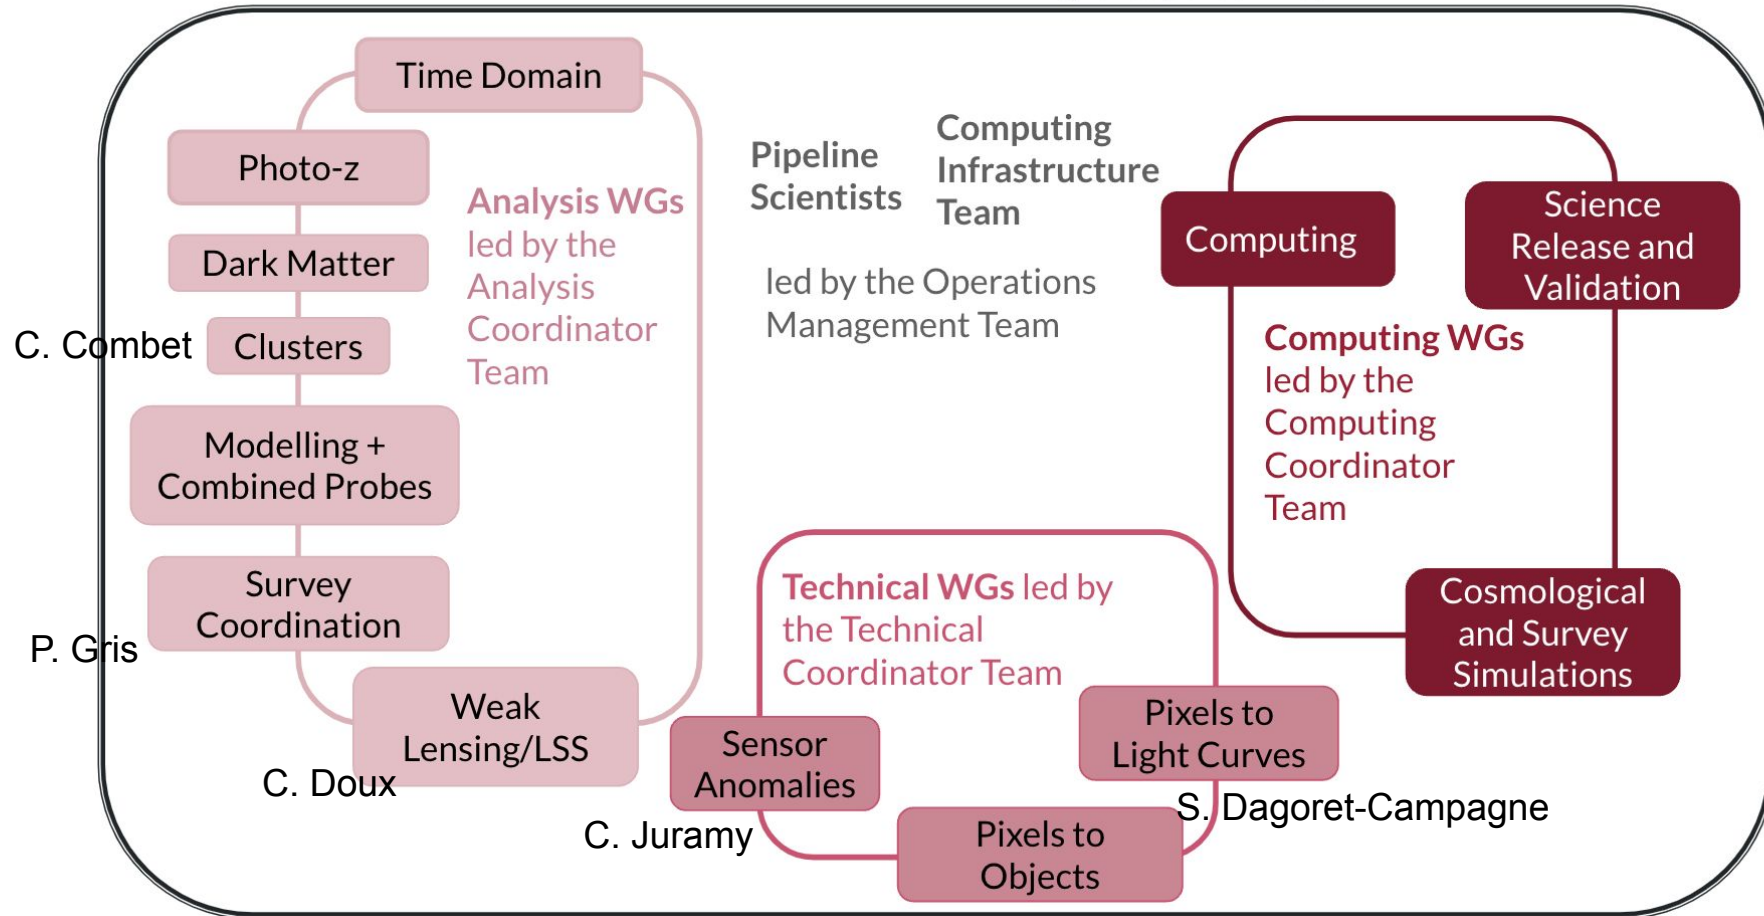 Time Domain
Photo-z
Dark Matter
C. Combet
Clusters
Modelling +
Combined Probes
Survey
Coordination
P. Gris
Weak
Lensing/LSS
C. Doux
Analysis WGs
led by the
Analysis
Coordinator
Team
Pipeline
Scientists
Computing
Infrastructure
Team
led by the Operations
Management Team
Computing
Science
Release and
Validation
Computing WGs
led by the
Computing
Coordinator
Team
Cosmological
and Survey
Simulations
Technical WGs led by
the Technical
Coordinator Team
Sensor
Anomalies
C. Juramy
Pixels to
Light Curves
S. Dagoret-Campagne
Pixels to
Objects